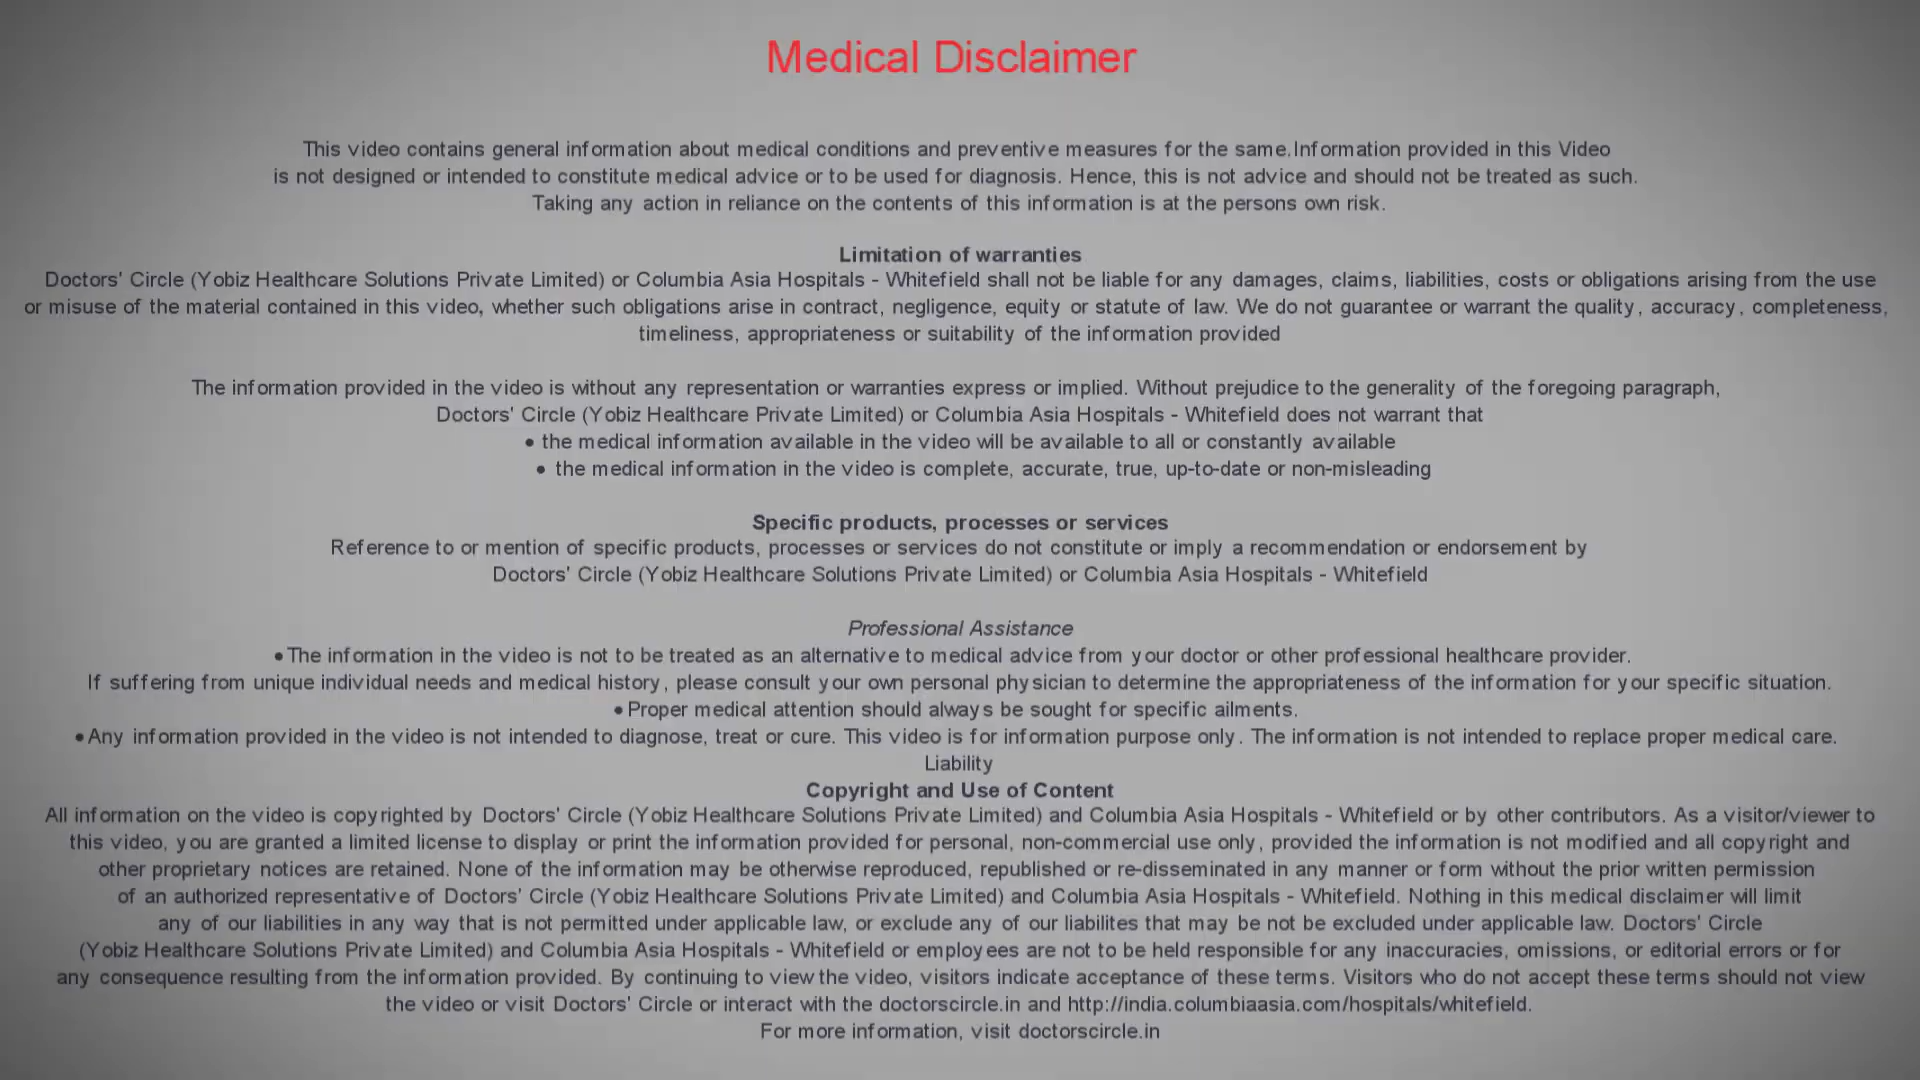 Medical Disclaimer
This video contains general information about medical conditions and preventive measures for the same.Information provided in this Video
is not designed or intended to constitute medical advice or to be used for diagnosis. Hence, this is not advice and should not be treated as such.
Taking any action in reliance on the contents of this information is at the persons own risk.
Limitation of warranties
Doctors' Circle (Yobiz Healthcare Solutions Private Limited) or Columbia Asia Hospitals - Whitefield shall not be liable for any damages, claims, liabilities, costs or obligations arising from the use
or misuse of the material contained in this video, whether such obligations arise in contract, negligence, equity or statute of law. We do not guarantee or warrant the quality, accuracy, completeness,
timeliness, appropriateness or suitability of the information provided
The information provided in the video is without any representation or warranties express or implied. Without prejudice to the generality of the foregoing paragraph,
Doctors' Circle (Yobiz Healthcare Private Limited) or Columbia Asia Hospitals - Whitefield does not warrant that
• the medical information available in the video will be available to all or constantly available
• the medical information in the video is complete, accurate, true, up-to-date or non-misleading
Specific products, processes or services
Reference to or mention of specific products, processes or services do not constitute or imply a recommendation or endorsement by
Doctors' Circle (Yobiz Healthcare Solutions Private Limited) or Columbia Asia Hospitals - Whitefield
Professional Assistance
•The information in the video is not to be treated as an alternative to medical advice from your doctor or other professional healthcare provider.
If suffering from unique individual needs and medical history, please consult your own personal physician to determine the appropriateness of the information for your specific situation.
•Proper medical attention should always be sought for specific ailments.
•Any information provided in the video is not intended to diagnose, treat or cure. This video is for information purpose only. The information is not intended to replace proper medical care.
Liability
Copyright and Use of Content
All information on the video is copyrighted by Doctors' Circle (Yobiz Healthcare Solutions Private Limited) and Columbia Asia Hospitals - Whitefield or by other contributors. As a visitor/viewer to
this video, you are granted a limited license to display or print the information provided for personal, non-commercial use only, provided the information is not modified and all copyright and
other proprietary notices are retained. None of the information may be otherwise reproduced, republished or re-disseminated in any manner or form without the prior written permission
of an authorized representative of Doctors' Circle (Yobiz Healthcare Solutions Private Limited) and Columbia Asia Hospitals - Whitefield. Nothing in this medical disclaimer will limit
any of our liabilities in any way that is not permitted under applicable law, or exclude any of our liabilites that may be not be excluded under applicable law. Doctors' Circle
(Yobiz Healthcare Solutions Private Limited) and Columbia Asia Hospitals - Whitefield or employees are not to be held responsible for any inaccuracies, omissions, or editorial errors or for
any consequence resulting from the information provided. By continuing to view the video, visitors indicate acceptance of these terms. Visitors who do not accept these terms should not view
the video or visit Doctors' Circle or interact with the doctorscircle.in and http://india.columbiaasia.com/hospitals/whitefield.
For more information, visit doctorscircle.in